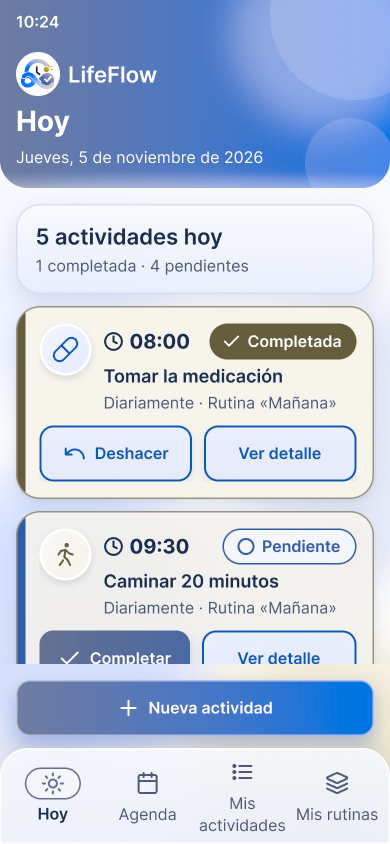 10:24
LifeFlow
Hoy
Jueves, 5 de noviembre de 2026
5 actividades hoy
1 completada · 4 pendientes
08:00
Completada
Tomar la medicación
Diariamente · Rutina «Mañana»
Deshacer
Ver detalle
09:30
Pendiente
Caminar 20 minutos
Diariamente · Rutina «Mañana»
Completar
Ver detalle
Nueva actividad
Hoy
Agenda
Mis
actividades
Mis rutinas